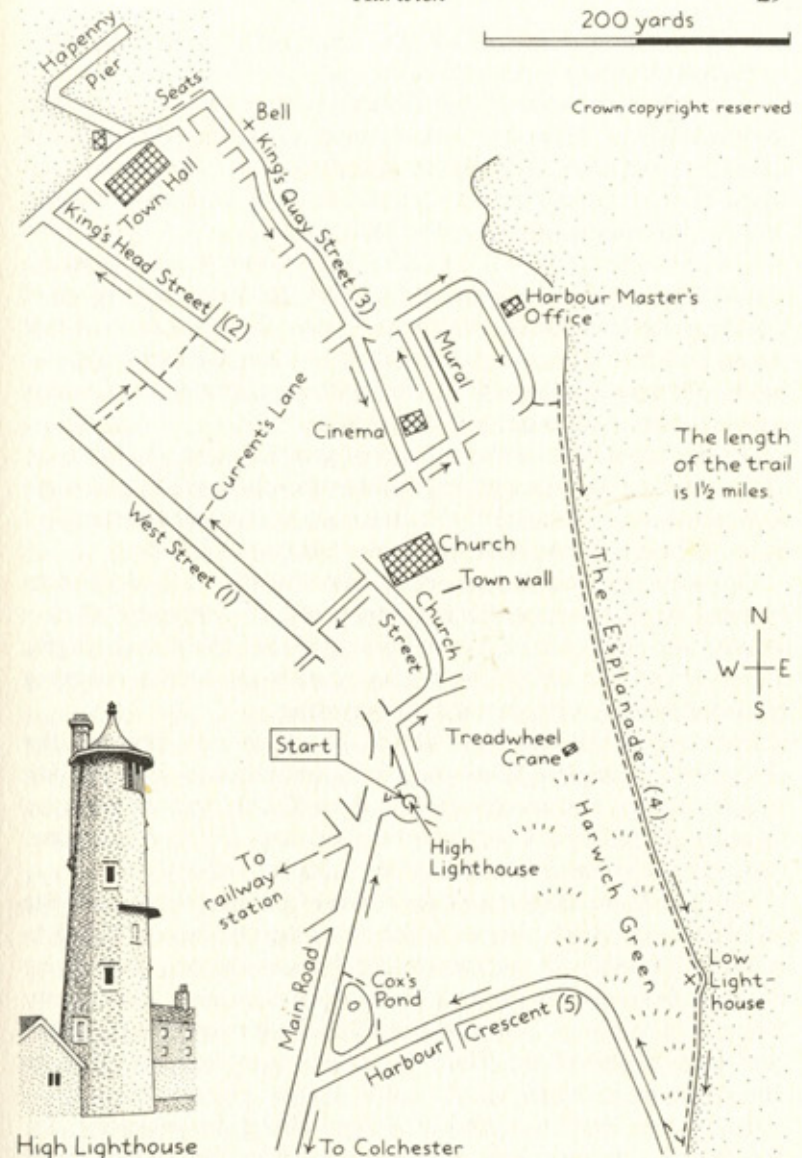 200 yards
Crown copyright reserved
Hapenny
Pier
Seats
Bell
Town Hall
King's Quay Street (3)
King's Head Street (2)
Harbour Master's
Office
Mural
Cinema
Current's Lane
The length
of the trail
is 1½ miles.
West Street (1)
Church
Town wall
Church
Street
The Esplanade (4)
N
W E
S
Start
Treadwheel
Crane
High
Lighthouse
Harwich Green
To
railway
station
Low
Light-
house
Main Road
Cox's
Pond
Harbour Crescent (5)
High Lighthouse
To Colchester